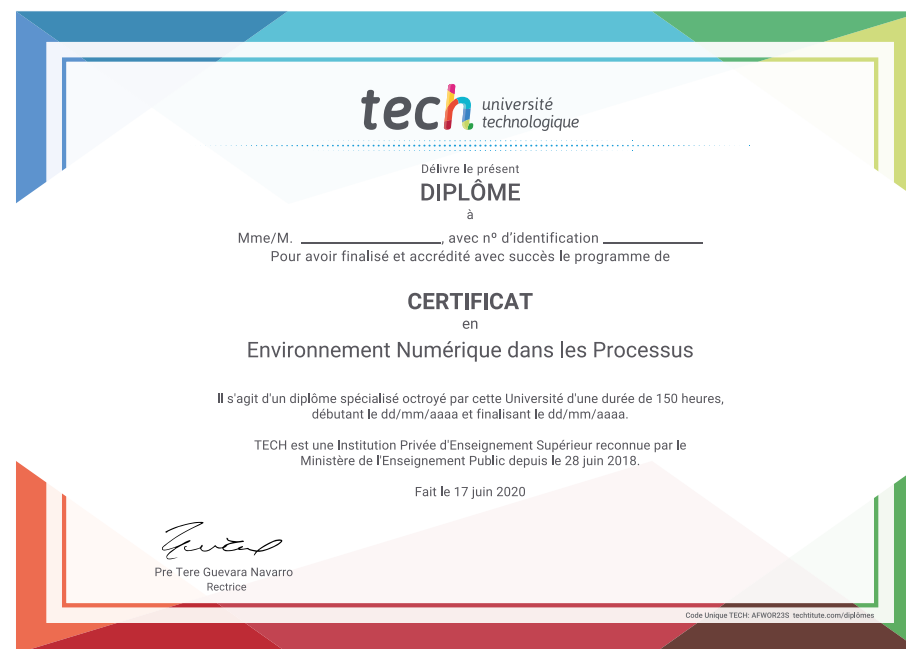 tech université
technologique
Délivre le présent
DIPLÔME
à
Mme/M. ____________________, avec nº d'identification ______________
Pour avoir finalisé et accrédité avec succès le programme de
CERTIFICAT
en
Environnement Numérique dans les Processus
Il s'agit d'un diplôme spécialisé octroyé par cette Université d'une durée de 150 heures,
débutant le dd/mm/aaaa et finalisant le dd/mm/aaaa.
TECH est une Institution Privée d'Enseignement Supérieur reconnue par le
Ministère de l'Enseignement Public depuis le 28 juin 2018.
Fait le 17 juin 2020
Pre Tere Guevara Navarro
Rectrice
Code Unique TECH: AFWOR23S techtitute.com/diplômes